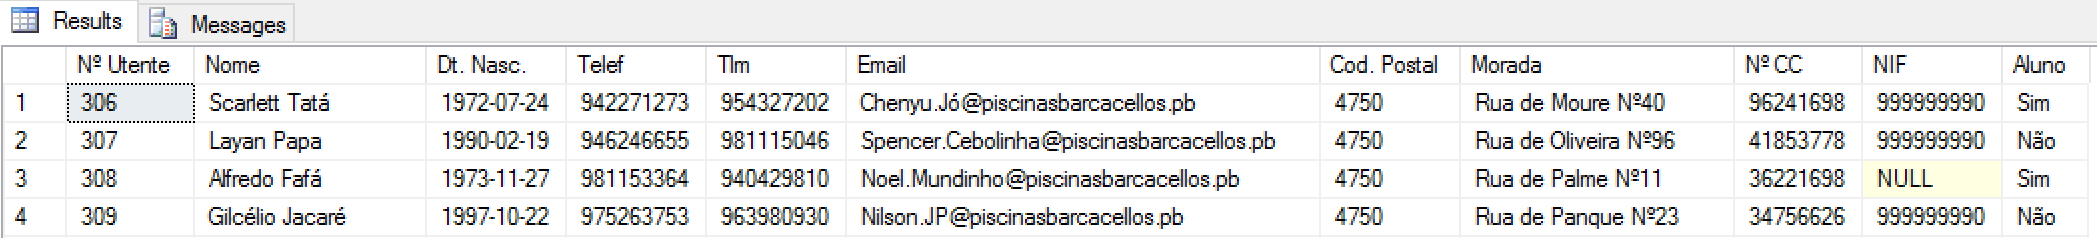 Results Messages
Nº Utente Nome Dt. Nasc. Telef Tlm Email Cod. Postal Morada Nº CC NIF Aluno
1 306 Scarlett Tatá 1972-07-24 942271273 954327202 Chenyu.Jó@piscinasbarcacellos.pb 4750 Rua de Moure Nº40 96241698 999999990 Sim
2 307 Layan Papa 1990-02-19 946246655 981115046 Spencer.Cebolinha@piscinasbarcacellos.pb 4750 Rua de Oliveira Nº96 41853778 999999990 Não
3 308 Alfredo Fafá 1973-11-27 981153364 940429810 Noel.Mundinho@piscinasbarcacellos.pb 4750 Rua de Palme Nº11 36221698 NULL Sim
4 309 Gilcélio Jacaré 1997-10-22 975263753 963980930 Nilson.JP@piscinasbarcacellos.pb 4750 Rua de Panque Nº23 34756626 999999990 Não